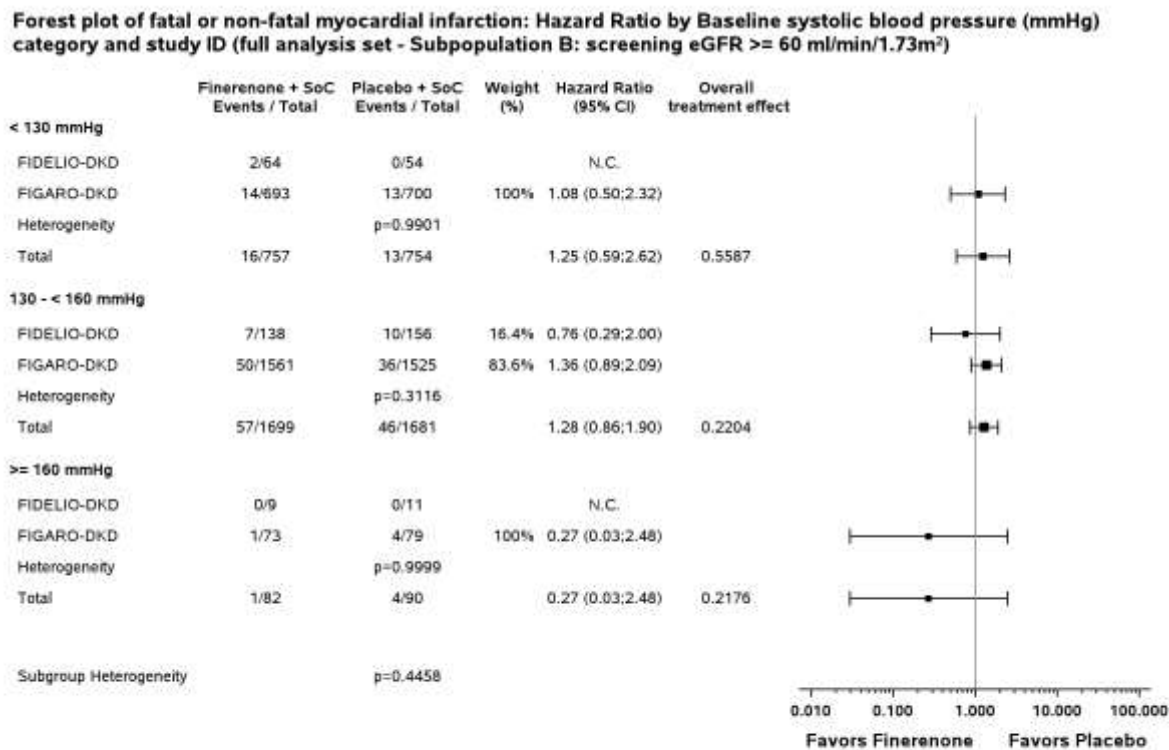 Forest plot of fatal or non-fatal myocardial infarction: Hazard Ratio by Baseline systolic blood pressure (mmHg)
category and study ID (full analysis set - Subpopulation B: screening eGFR >= 60 ml/min/1.73m²)
Finerenone + SoC Placebo + SoC Weight Hazard Ratio Overall
Events / Total Events / Total (%) (95% CI) treatment effect
< 130 mmHg
FIDELIO-DKD 2/64 0/54 N.C.
FIGARO-DKD 14/693 13/700 100% 1.08 (0.50;2.32)
Heterogeneity p=0.9901
Total 16/757 13/754 1.25 (0.59;2.62) 0.5587
130 - < 160 mmHg
FIDELIO-DKD 7/138 10/156 16.4% 0.76 (0.29;2.00)
FIGARO-DKD 50/1561 36/1525 83.6% 1.36 (0.89;2.09)
Heterogeneity p=0.3116
Total 57/1699 46/1681 1.28 (0.86;1.90) 0.2204
>= 160 mmHg
FIDELIO-DKD 0/9 0/11 N.C.
FIGARO-DKD 1/73 4/79 100% 0.27 (0.03;2.48)
Heterogeneity p=0.9999
Total 1/82 4/90 0.27 (0.03;2.48) 0.2176
Subgroup Heterogeneity p=0.4458
0.010 0.100 1.000 10.000 100.000
Favors Finerenone Favors Placebo